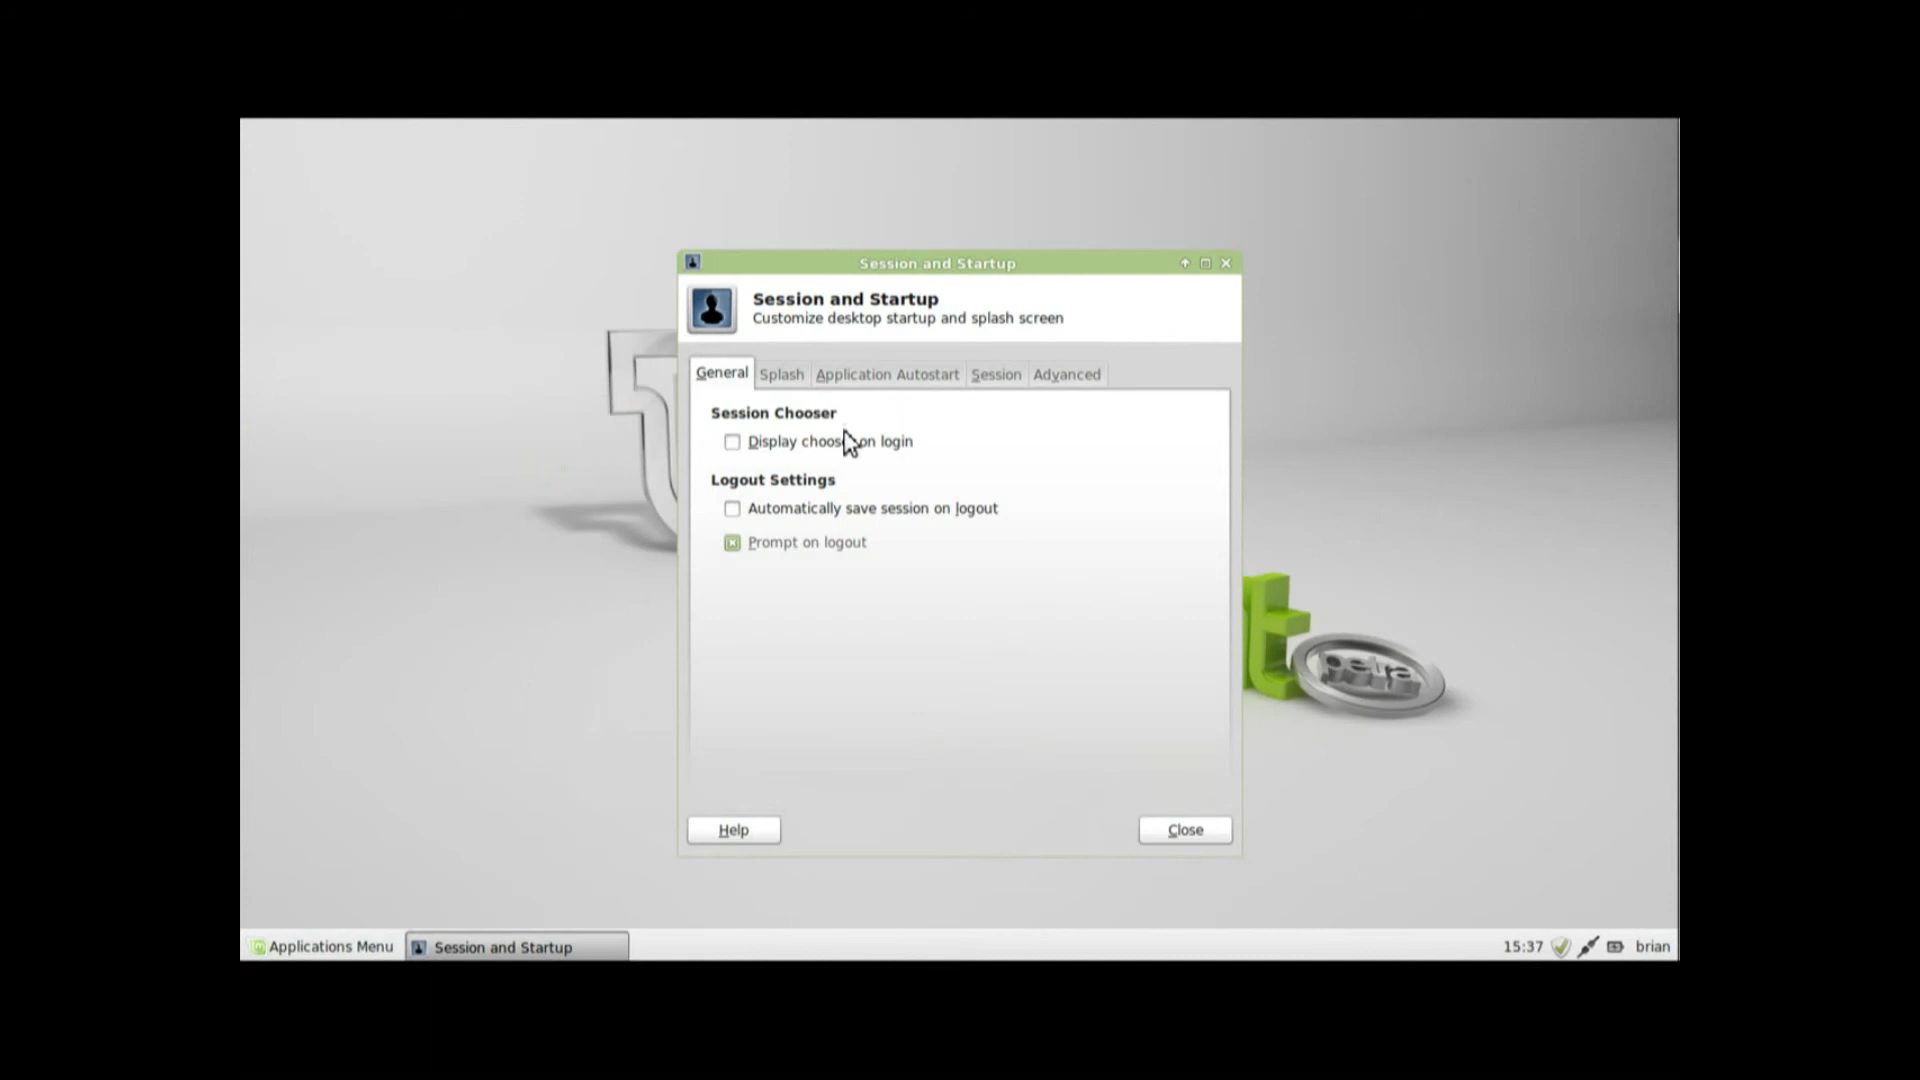 Session and Startup
Session and Startup
Customize desktop startup and splash screen
General Splash Application Autostart Session Advanced
Session Chooser
Display chooser on login
Logout Settings
Automatically save session on logout
Prompt on logout
petra
Help Close
Applications Menu Session and Startup 15:37 brian